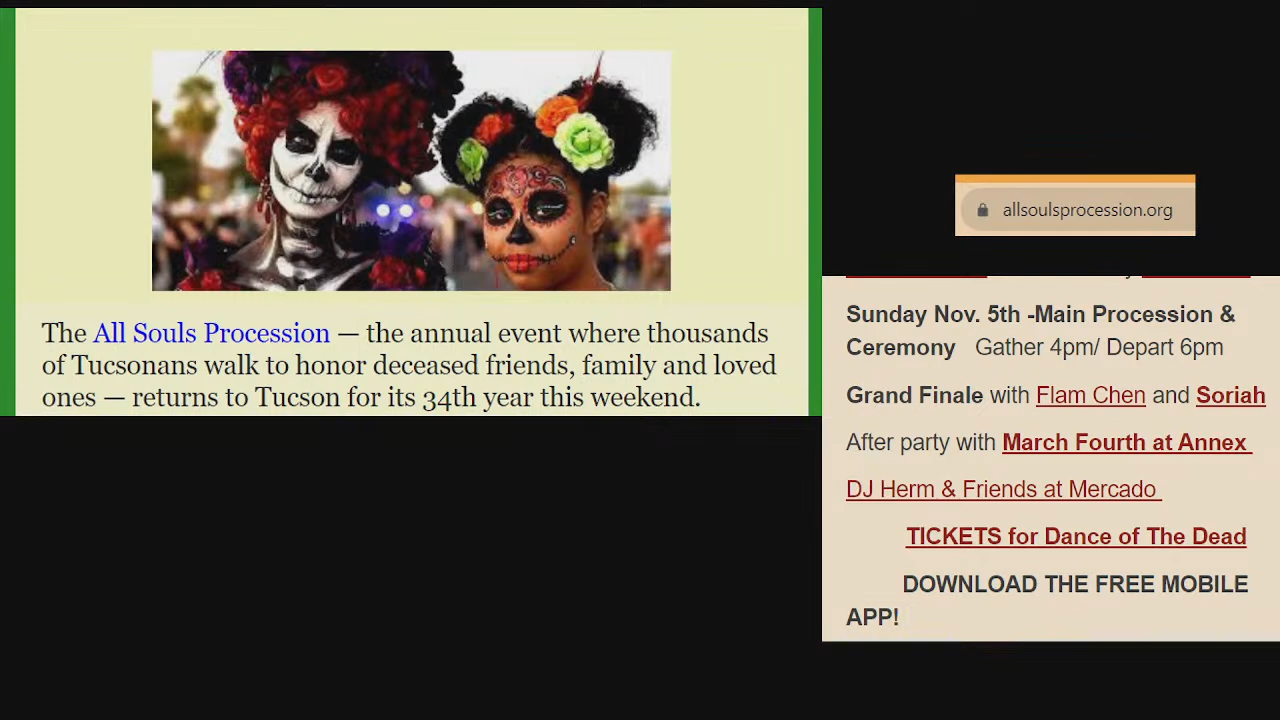 The All Souls Procession — the annual event where thousands
of Tucsonans walk to honor deceased friends, family and loved
ones — returns to Tucson for its 34th year this weekend.
allsoulsprocession.org
Sunday Nov. 5th -Main Procession &
Ceremony Gather 4pm/ Depart 6pm
Grand Finale with Flam Chen and Soriah
After party with March Fourth at Annex
DJ Herm & Friends at Mercado
TICKETS for Dance of The Dead
DOWNLOAD THE FREE MOBILE
APP!